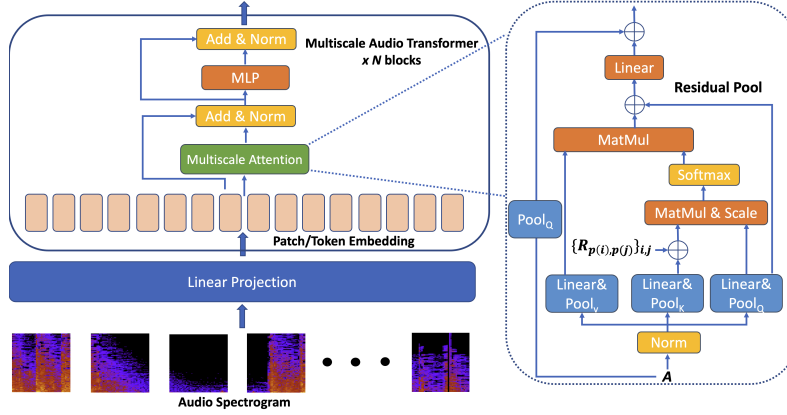 Add & Norm
Multiscale Audio Transformer
x N blocks
MLP
Add & Norm
Multiscale Attention
Patch/Token Embedding
Linear Projection
Audio Spectrogram
Linear
Residual Pool
MatMul
Softmax
MatMul & Scale
Pool_Q
{R_{p(i),p(j)}}_{i,j}
Linear& Pool_v
Linear& Pool_K
Linear& Pool_Q
Norm
A